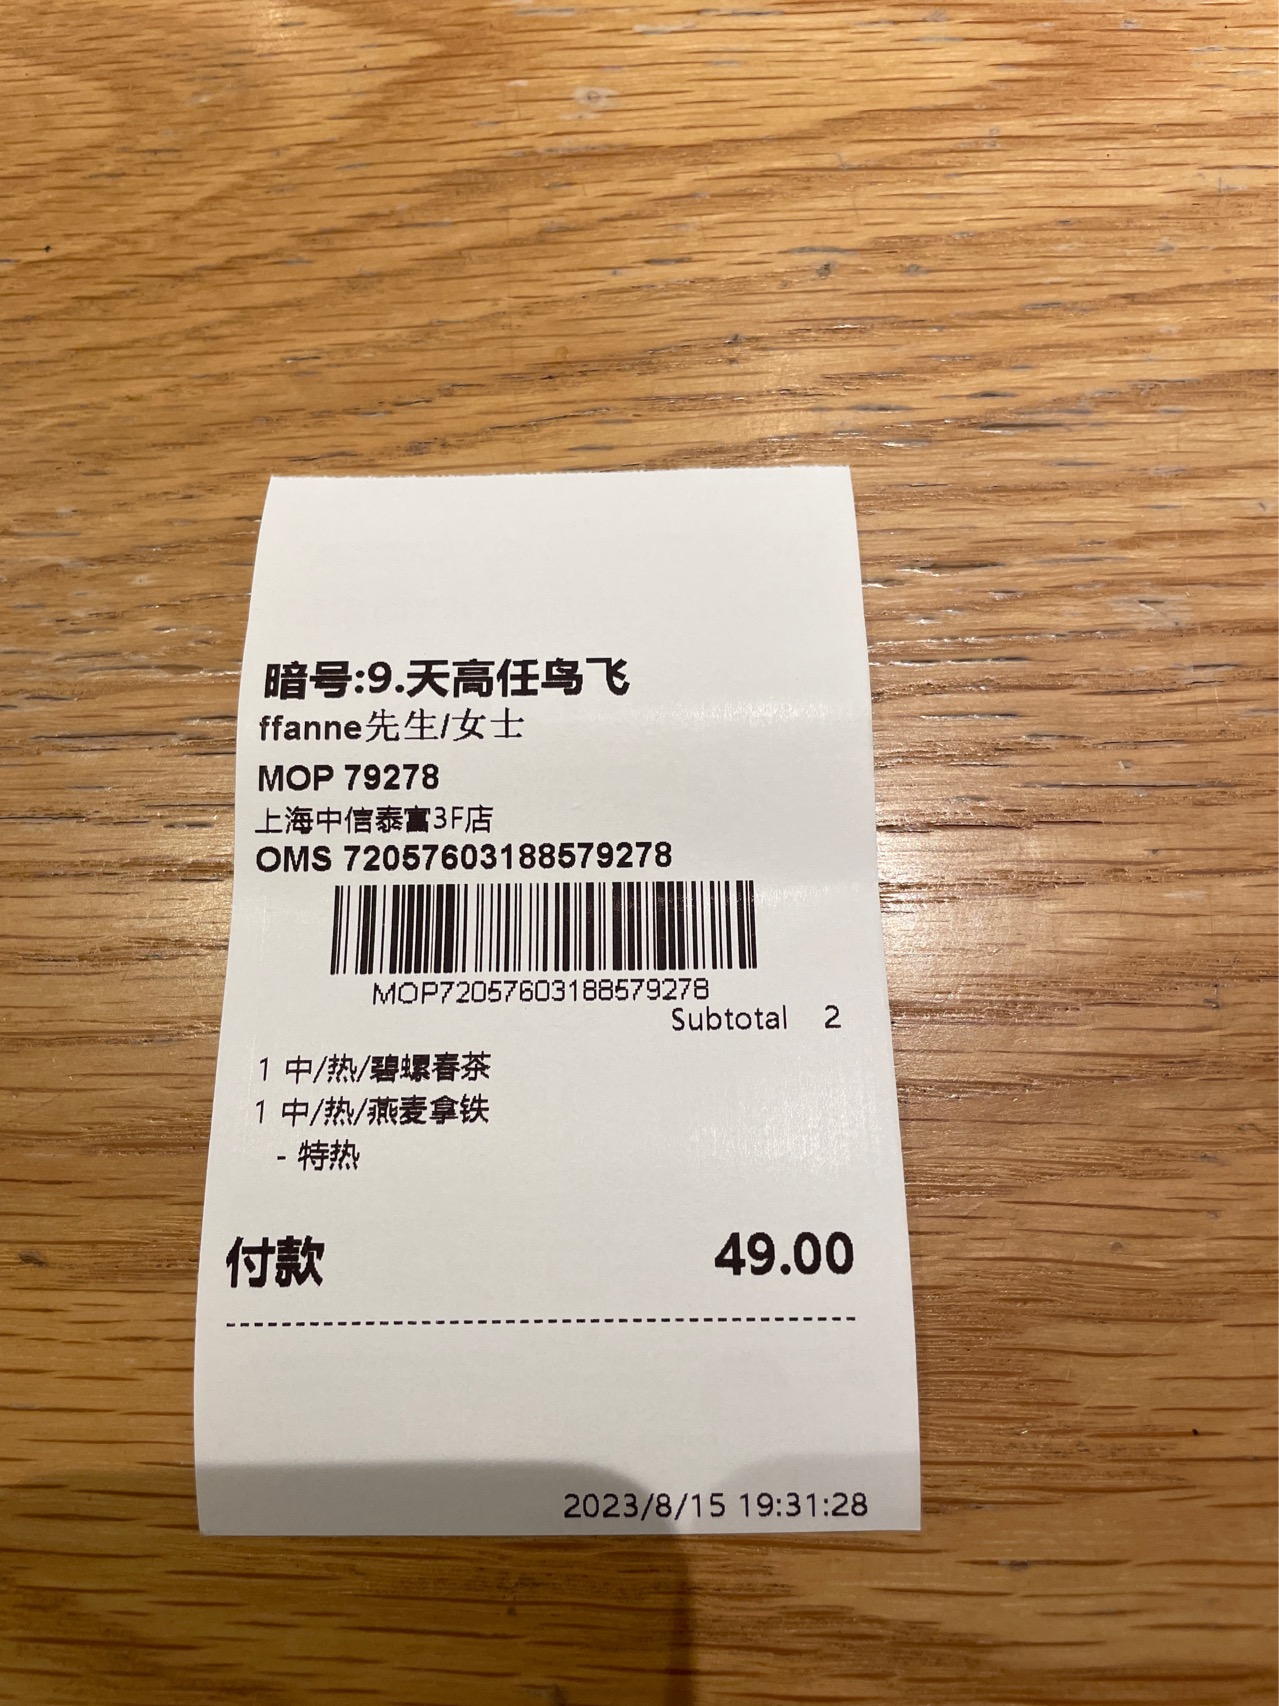 暗号:9.天高任鸟飞
ffanne先生/女士
MOP 79278
上海中信泰富3F店
OMS 72057603188579278
MOP72057603188579278
Subtotal 2
1 中/热/碧螺春茶
1 中/热/燕麦拿铁
- 特热
付款 49.00
2023/8/15 19:31:28